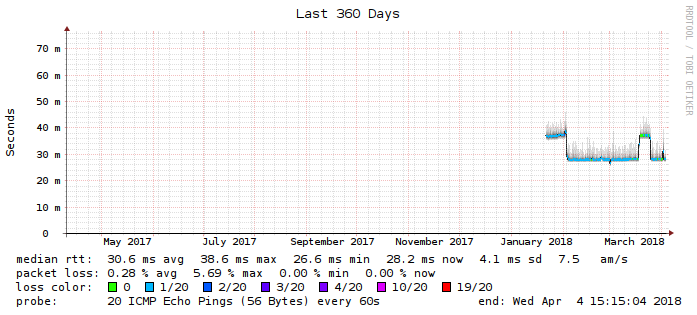 Last 360 Days
RRDTOOL / TOBI OETIKER
Seconds
70 m
60 m
50 m
40 m
30 m
20 m
10 m
0
May 2017 July 2017 September 2017 November 2017 January 2018 March 2018
median rtt: 30.6 ms avg 38.6 ms max 26.6 ms min 28.2 ms now 4.1 ms sd 7.5 am/s
packet loss: 0.28 % avg 5.69 % max 0.00 % min 0.00 % now
loss color: 0 1/20 2/20 3/20 4/20 10/20 19/20
probe: 20 ICMP Echo Pings (56 Bytes) every 60s end: Wed Apr 4 15:15:04 2018